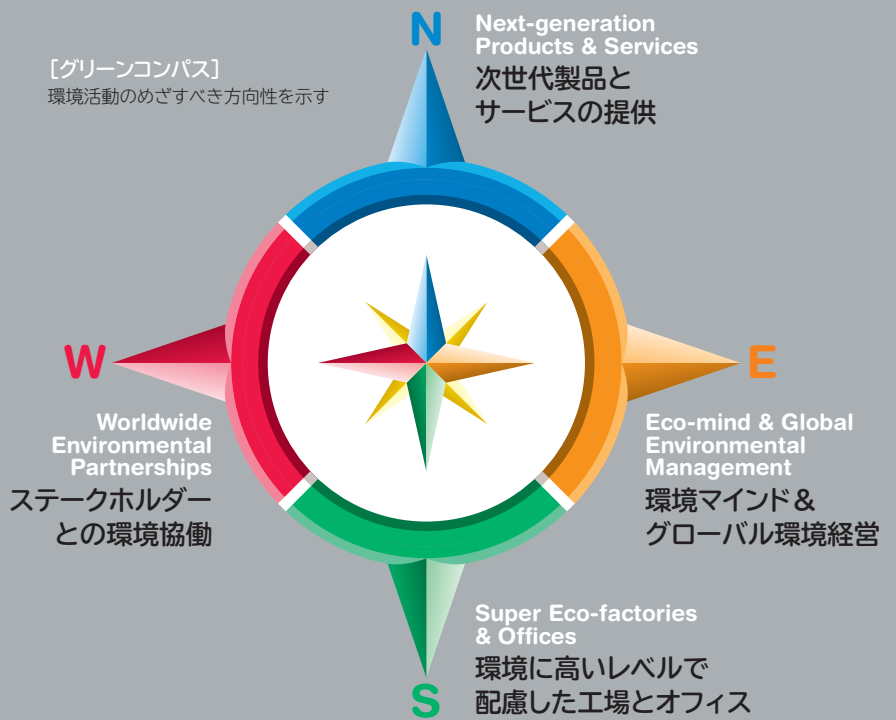 [グリーンコンパス]
環境活動のめざすべき方向性を示す
N
Next-generation
Products & Services
次世代製品と
サービスの提供
W
Worldwide
Environmental
Partnerships
ステークホルダー
との環境協働
E
Eco-mind & Global
Environmental
Management
環境マインド&
グローバル環境経営
S
Super Eco-factories
& Offices
環境に高いレベルで
配慮した工場とオフィス